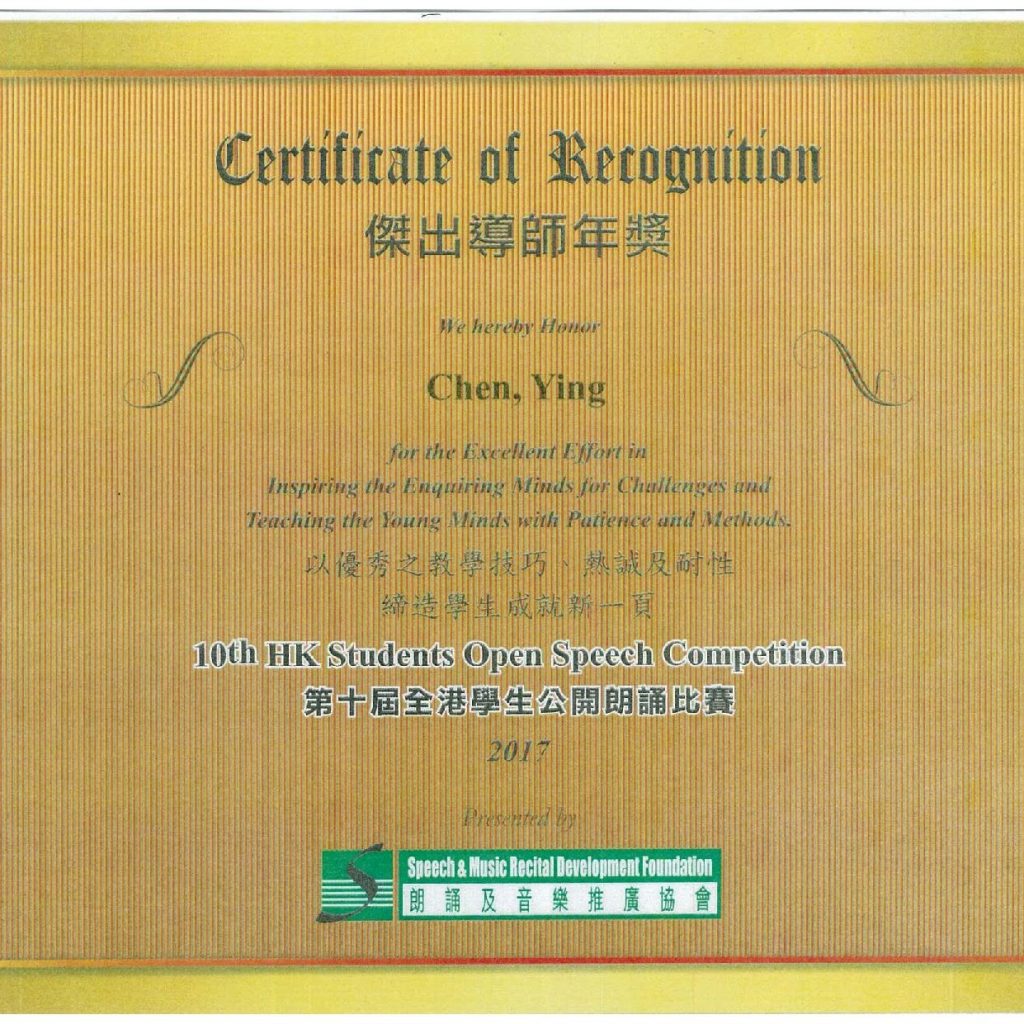 Certificate of Recognition
傑出導師年獎
We hereby Honor
Chen, Ying
for the Excellent Effort in
Inspiring the Enquiring Minds for Challenges and
Teaching the Young Minds with Patience and Methods.
以優秀之教學技巧、熱誠及耐性
締造學生成就新一頁
10th HK Students Open Speech Competition
第十屆全港學生公開朗誦比賽
2017
Presented by
Speech & Music Recital Development Foundation
朗誦及音樂推廣協會